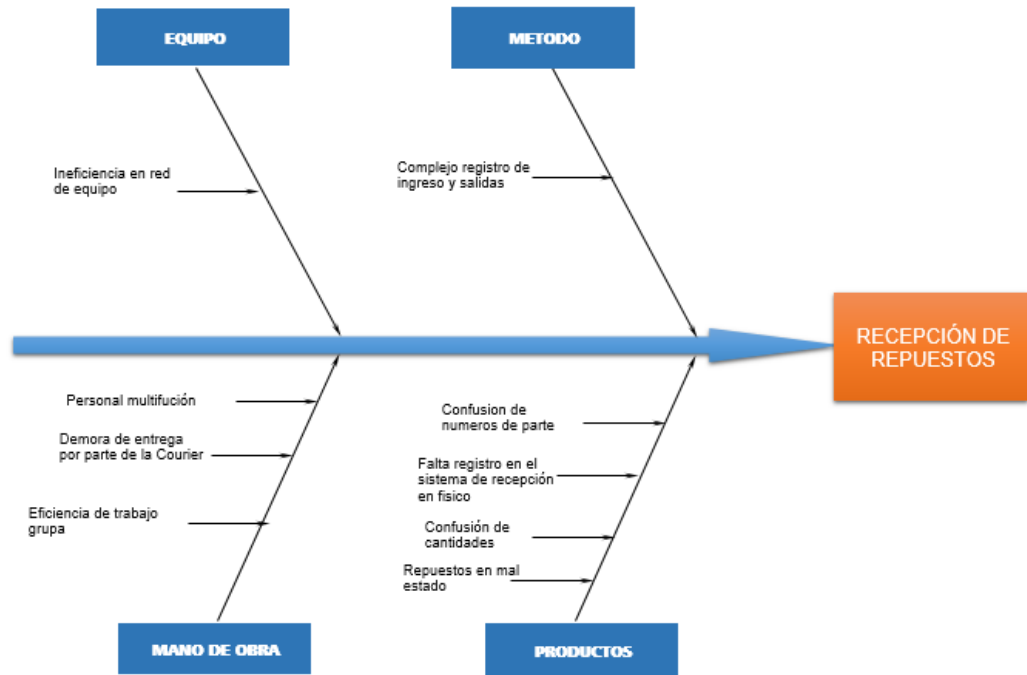 EQUIPO
METODO
Ineficiencia en red
de equipo
Complejo registro de
ingreso y salidas
RECEPCIÓN DE
REPUESTOS
Personal multifución
Demora de entrega
por parte de la Courier
Eficiencia de trabajo
grupa
Confusion de
numeros de parte
Falta registro en el
sistema de recepción
en fisico
Confusión de
cantidades
Repuestos en mal
estado
MANO DE OBRA
PRODUCTOS